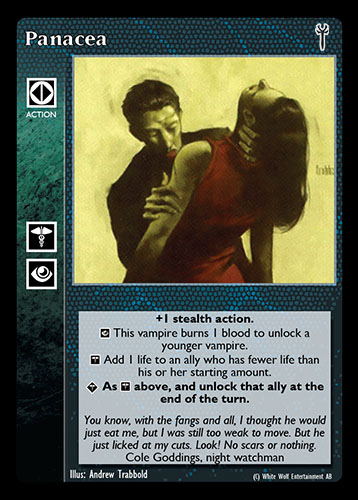 Panacea
ACTION
+1 stealth action.
This vampire burns 1 blood to unlock a
younger vampire.
Add 1 life to an ally who has fewer life than
his or her starting amount.
As above, and unlock that ally at the
end of the turn.
You know, with the fangs and all, I thought he would
just eat me, but I was still too weak to move. But he
just licked at my cuts. Look! No scars or nothing.
Cole Goddings, night watchman
Illus: Andrew Trabbold
(C) White Wolf Entertainment AB